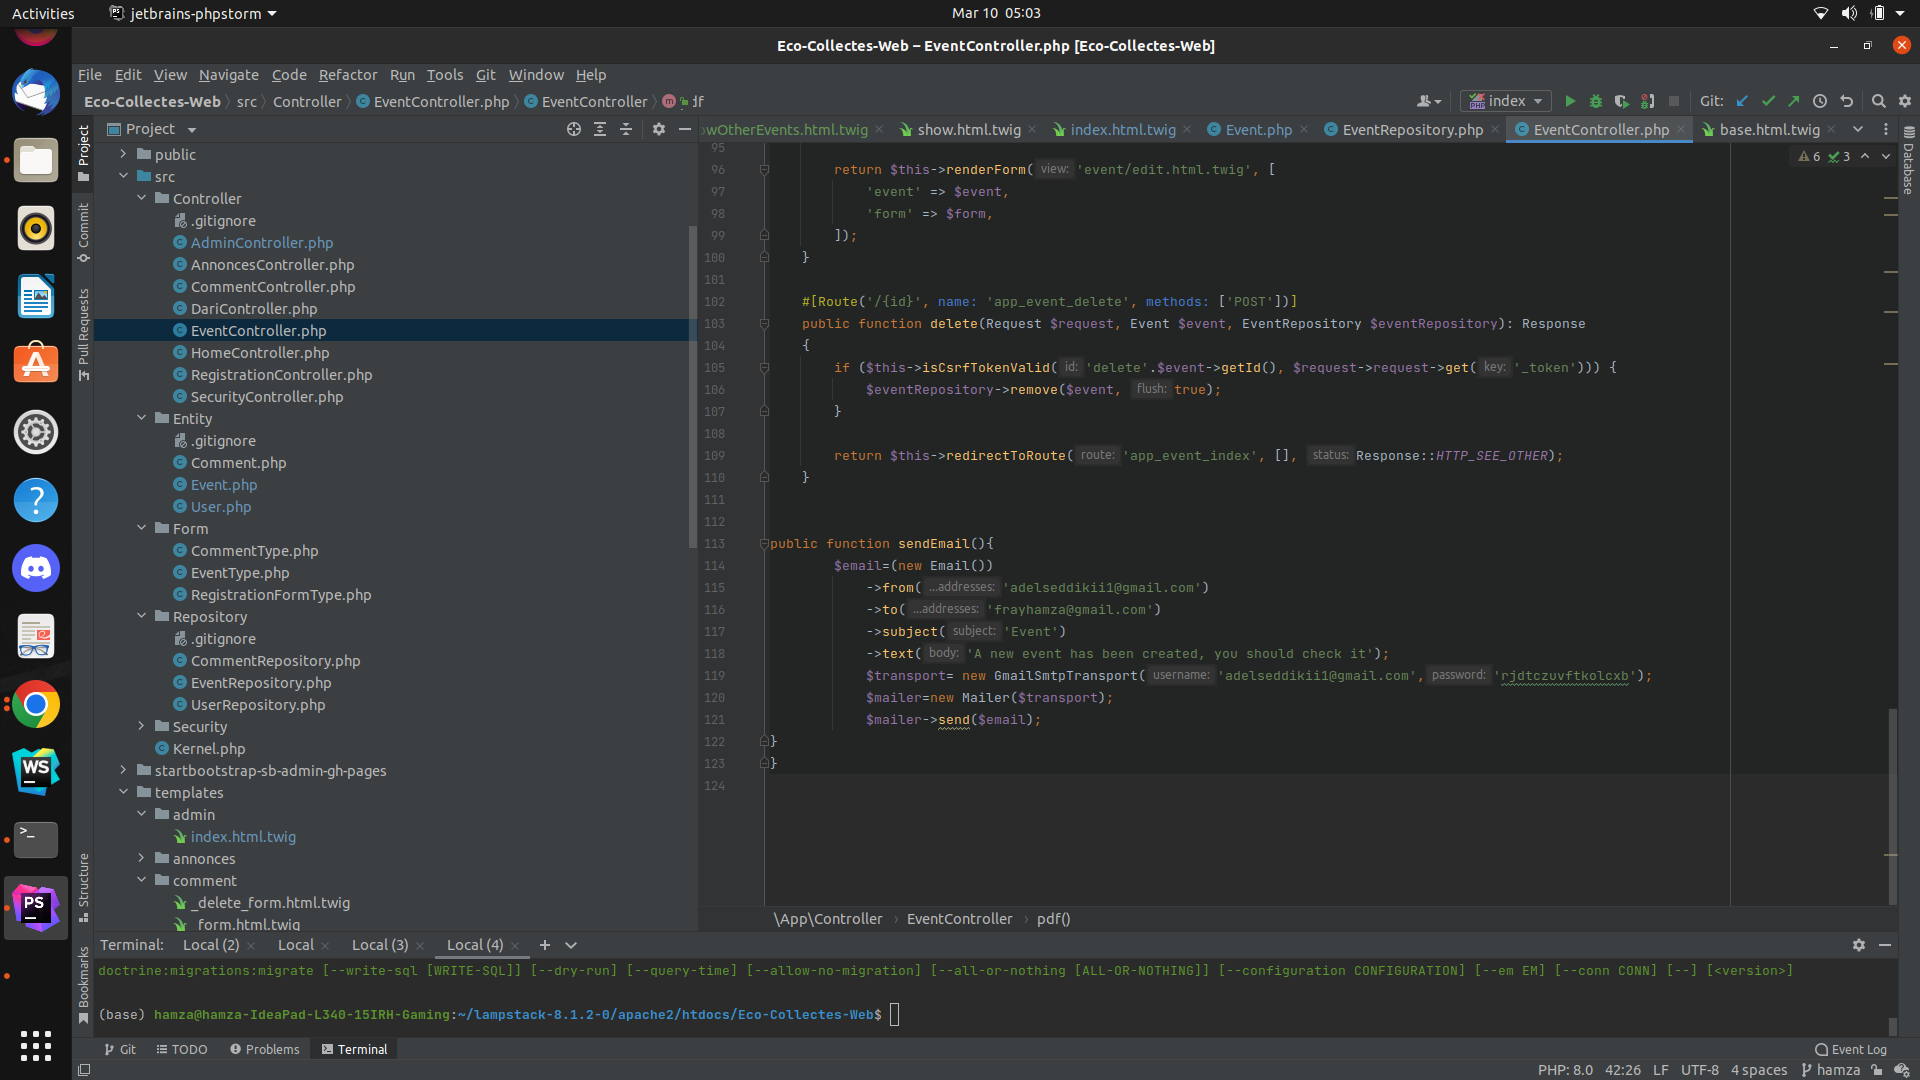 Activities
jetbrains-phpstorm
Mar 10 05:03
Eco-Collectes-Web – EventController.php [Eco-Collectes-Web]
File Edit View Navigate Code Refactor Run Tools Git Window Help
Eco-Collectes-Web src Controller EventController.php EventController m
index
Git:
Project
owOtherEvents.html.twig show.html.twig index.html.twig Event.php EventRepository.php EventController.php base.html.twig
6 3
Project
Commit
Pull Requests
Structure
Bookmarks
Database
public
src
Controller
.gitignore
AdminController.php
AnnoncesController.php
CommentController.php
DariController.php
EventController.php
HomeController.php
RegistrationController.php
SecurityController.php
Entity
.gitignore
Comment.php
Event.php
User.php
Form
CommentType.php
EventType.php
RegistrationFormType.php
Repository
.gitignore
CommentRepository.php
EventRepository.php
UserRepository.php
Security
Kernel.php
startbootstrap-sb-admin-gh-pages
templates
admin
index.html.twig
annonces
comment
_delete_form.html.twig
_form.html.twig
95
96 return $this->renderForm( view: 'event/edit.html.twig', [
97 'event' => $event,
98 'form' => $form,
99 ]);
100 }
101
102 #[Route('/{id}', name: 'app_event_delete', methods: ['POST'])]
103 public function delete(Request $request, Event $event, EventRepository $eventRepository): Response
104 {
105 if ($this->isCsrfTokenValid( id: 'delete'.$event->getId(), $request->request->get( key: '_token'))) {
106 $eventRepository->remove($event, flush: true);
107 }
108
109 return $this->redirectToRoute( route: 'app_event_index', [], status: Response::HTTP_SEE_OTHER);
110 }
111
112
113 public function sendEmail(){
114 $email=(new Email())
115 ->from( ...addresses: 'adelseddikii1@gmail.com')
116 ->to( ...addresses: 'frayhamza@gmail.com')
117 ->subject( subject: 'Event')
118 ->text( body: 'A new event has been created, you should check it');
119 $transport= new GmailSmtpTransport( username: 'adelseddikii1@gmail.com', password: 'rjdtczuvftkolcxb');
120 $mailer=new Mailer($transport);
121 $mailer->send($email);
122 }
123 }
124
\App\Controller EventController pdf()
Terminal: Local (2) Local Local (3) Local (4)
doctrine:migrations:migrate [--write-sql [WRITE-SQL]] [--dry-run] [--query-time] [--allow-no-migration] [--all-or-nothing [ALL-OR-NOTHING]] [--configuration CONFIGURATION] [--em EM] [--conn CONN] [--] [<version>]
(base) hamza@hamza-IdeaPad-L340-15IRH-Gaming:~/lampstack-8.1.2-0/apache2/htdocs/Eco-Collectes-Web$
Git TODO Problems Terminal
Event Log
PHP: 8.0 42:26 LF UTF-8 4 spaces hamza